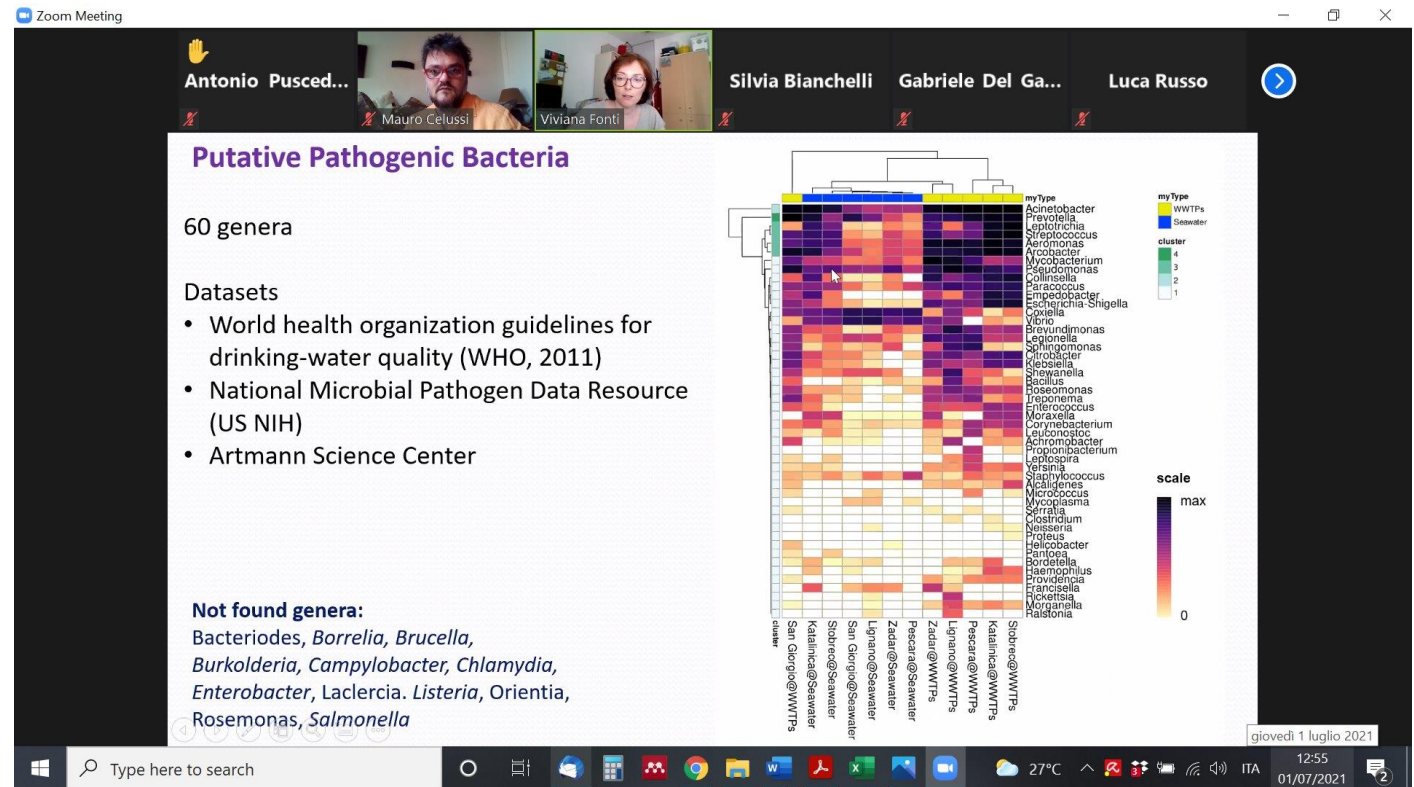 Zoom Meeting
Antonio Pusced...
Mauro Celussi
Viviana Fonti
Silvia Bianchelli
Gabriele Del Ga...
Luca Russo
Putative Pathogenic Bacteria
60 genera
Datasets
• World health organization guidelines for
drinking-water quality (WHO, 2011)
• National Microbial Pathogen Data Resource
(US NIH)
• Artmann Science Center
Not found genera:
Bacteriodes, Borrelia, Brucella,
Burkolderia, Campylobacter, Chlamydia,
Enterobacter, Laclercia. Listeria, Orientia,
Rosemonas, Salmonella
myType
Acinetobacter
Prevotella
Leptotrichia
Streptococcus
Aeromonas
Arcobacter
Mycobacterium
Pseudomonas
Collinsella
Paracoccus
Empedobacter
Escherichia-Shigella
Coxiella
Vibrio
Brevundimonas
Legionella
Sphingomonas
Citrobacter
Klebsiella
Shewanella
Bacillus
Roseomonas
Treponema
Enterococcus
Moraxella
Corynebacterium
Leuconostoc
Achromobacter
Propionibacterium
Leptospira
Yersinia
Staphylococcus
Alcaligenes
Micrococcus
Mycoplasma
Serratia
Clostridium
Neisseria
Proteus
Helicobacter
Pantoea
Bordetella
Haemophilus
Providencia
Francisella
Rickettsia
Morganella
Ralstonia
cluster
San Giorgio@WWTPs
Katalinica@Seawater
Stobrec@Seawater
San Giorgio@Seawater
Lignano@Seawater
Zadar@Seawater
Pescara@Seawater
Zadar@WWTPs
Lignano@WWTPs
Pescara@WWTPs
Katalinica@WWTPs
Stobrec@WWTPs
myType
WWTPs
Seawater
cluster
4
3
2
1
scale
max
0
giovedì 1 luglio 2021
Type here to search
27°C
ITA
12:55
01/07/2021
2